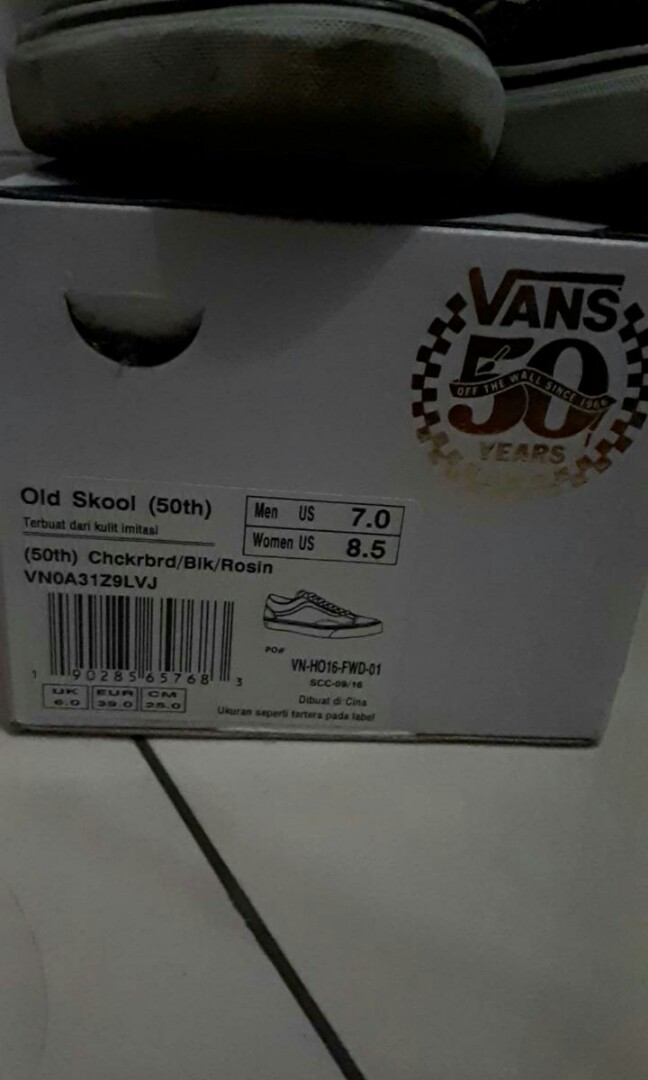 VANS
50
OFF THE WALL SINCE 1966
YEARS
Old Skool (50th)
Terbuat dari kulit imitasi
Men US 7.0
Women US 8.5
(50th) Chckrbrd/Blk/Rosin
VN0A31Z9LVJ
1 90285 65768 3
PO#
VN-HO16-FWD-01
SCC-09/16
Dibuat di Cina
Ukuran seperti tartera pada label
UK EUR CM
6.0 39.0 25.0